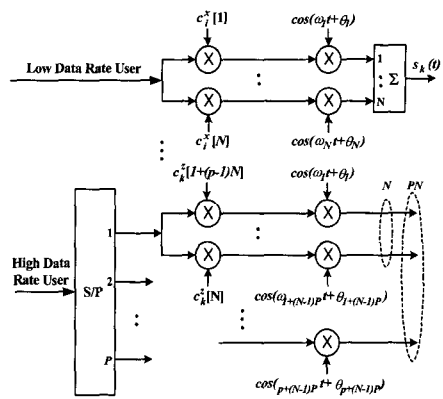 c_i^x[1]
cos(ω_1t+θ_1)
s_k(t)
Low Data Rate User
X
X
1
⋮
⋮
Σ
X
X
N
c_i^x[N]
cos(ω_Nt+θ_N)
⋮
c_k^z[1+(p-1)N]
cos(ω_1t+θ_1)
N
PN
X
X
1
⋮
High Data
Rate User
S/P
X
X
2
c_k^z[N]
cos(ω_{1+(N-1)P}t+θ_{1+(N-1)P})
⋮
⋮
⋮
P
X
cos(_{p+(N-1)P}t+θ_{p+(N-1)P})